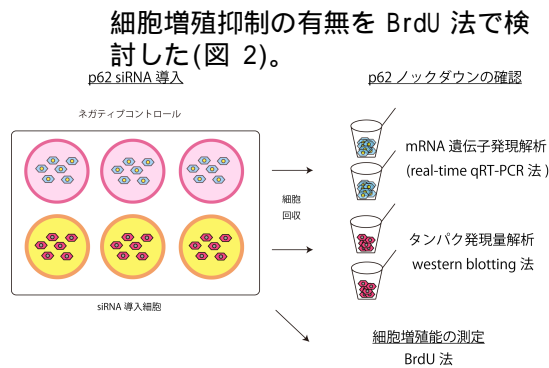 細胞増殖抑制の有無を BrdU 法で検
討した(図 2)。
p62 siRNA 導入
p62 ノックダウンの確認
ネガティブコントロール
mRNA 遺伝子発現解析
(real-time qRT-PCR 法 )
細胞
回収
タンパク発現量解析
western blotting 法
siRNA 導入細胞
細胞増殖能の測定
BrdU 法